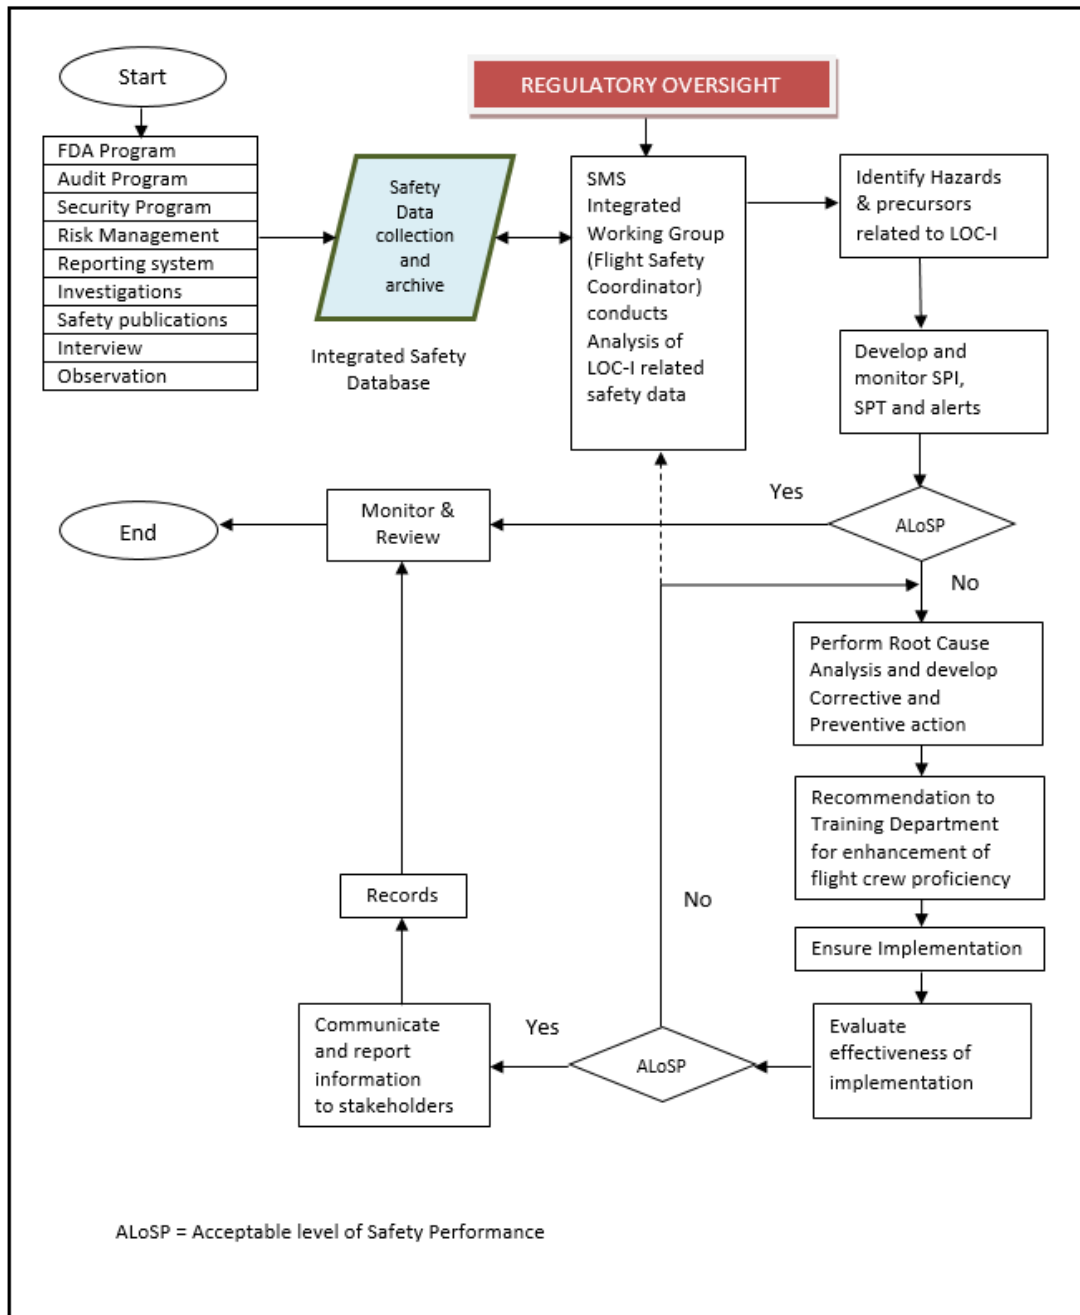 Start
REGULATORY OVERSIGHT
FDA Program
Audit Program
Security Program
Risk Management
Reporting system
Investigations
Safety publications
Interview
Observation
Safety
Data
collection
and
archive
Integrated Safety
Database
SMS
Integrated
Working Group
(Flight Safety
Coordinator)
conducts
Analysis of
LOC-I related
safety data
Identify Hazards
& precursors
related to LOC-I
Develop and
monitor SPI,
SPT and alerts
ALoSP
Yes
Monitor &
Review
End
No
Perform Root Cause
Analysis and develop
Corrective and
Preventive action
Recommendation to
Training Department
for enhancement of
flight crew proficiency
Ensure Implementation
Evaluate
effectiveness of
implementation
ALoSP
No
Yes
Communicate
and report
information
to stakeholders
Records
ALoSP = Acceptable level of Safety Performance